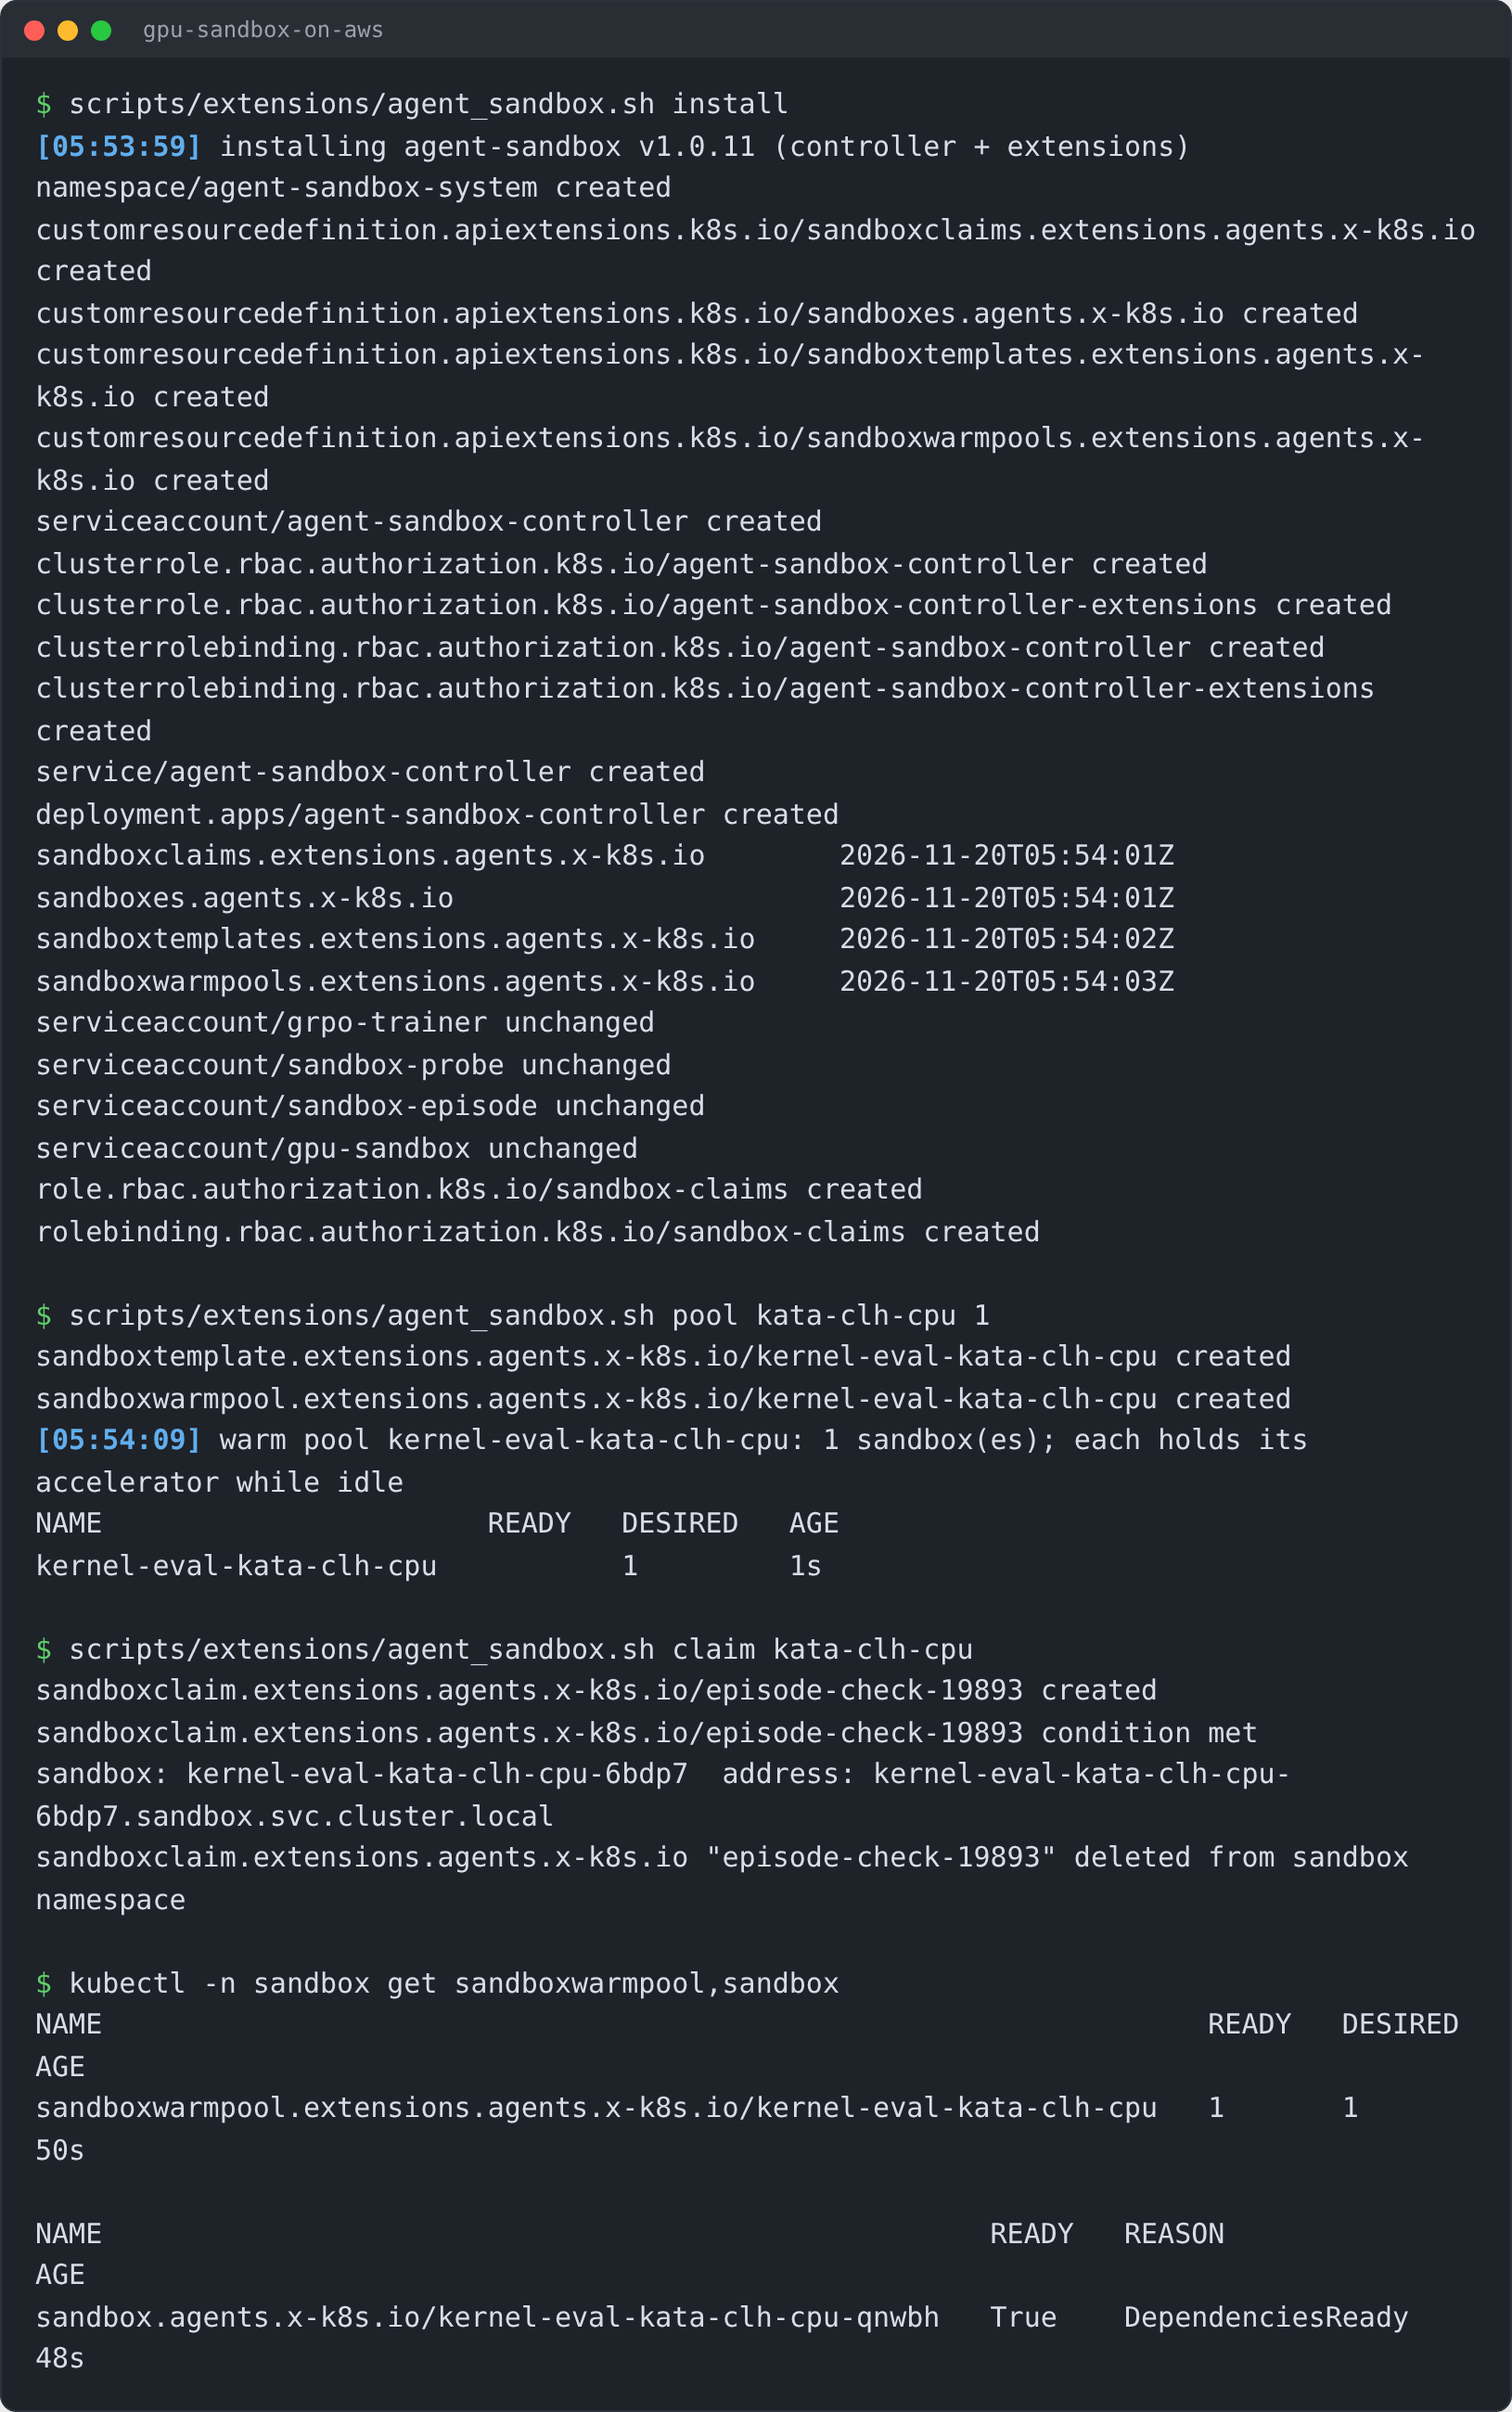 gpu-sandbox-on-aws
$ scripts/extensions/agent_sandbox.sh install
[05:53:59] installing agent-sandbox v1.0.11 (controller + extensions)
namespace/agent-sandbox-system created
customresourcedefinition.apiextensions.k8s.io/sandboxclaims.extensions.agents.x-k8s.io
created
customresourcedefinition.apiextensions.k8s.io/sandboxes.agents.x-k8s.io created
customresourcedefinition.apiextensions.k8s.io/sandboxtemplates.extensions.agents.x-
k8s.io created
customresourcedefinition.apiextensions.k8s.io/sandboxwarmpools.extensions.agents.x-
k8s.io created
serviceaccount/agent-sandbox-controller created
clusterrole.rbac.authorization.k8s.io/agent-sandbox-controller created
clusterrole.rbac.authorization.k8s.io/agent-sandbox-controller-extensions created
clusterrolebinding.rbac.authorization.k8s.io/agent-sandbox-controller created
clusterrolebinding.rbac.authorization.k8s.io/agent-sandbox-controller-extensions
created
service/agent-sandbox-controller created
deployment.apps/agent-sandbox-controller created
sandboxclaims.extensions.agents.x-k8s.io        2026-11-20T05:54:01Z
sandboxes.agents.x-k8s.io                       2026-11-20T05:54:01Z
sandboxtemplates.extensions.agents.x-k8s.io     2026-11-20T05:54:02Z
sandboxwarmpools.extensions.agents.x-k8s.io     2026-11-20T05:54:03Z
serviceaccount/grpo-trainer unchanged
serviceaccount/sandbox-probe unchanged
serviceaccount/sandbox-episode unchanged
serviceaccount/gpu-sandbox unchanged
role.rbac.authorization.k8s.io/sandbox-claims created
rolebinding.rbac.authorization.k8s.io/sandbox-claims created
$ scripts/extensions/agent_sandbox.sh pool kata-clh-cpu 1
sandboxtemplate.extensions.agents.x-k8s.io/kernel-eval-kata-clh-cpu created
sandboxwarmpool.extensions.agents.x-k8s.io/kernel-eval-kata-clh-cpu created
[05:54:09] warm pool kernel-eval-kata-clh-cpu: 1 sandbox(es); each holds its
accelerator while idle
NAME                       READY   DESIRED   AGE
kernel-eval-kata-clh-cpu           1         1s
$ scripts/extensions/agent_sandbox.sh claim kata-clh-cpu
sandboxclaim.extensions.agents.x-k8s.io/episode-check-19893 created
sandboxclaim.extensions.agents.x-k8s.io/episode-check-19893 condition met
sandbox: kernel-eval-kata-clh-cpu-6bdp7  address: kernel-eval-kata-clh-cpu-
6bdp7.sandbox.svc.cluster.local
sandboxclaim.extensions.agents.x-k8s.io "episode-check-19893" deleted from sandbox
namespace
$ kubectl -n sandbox get sandboxwarmpool,sandbox
NAME                                                                  READY   DESIRED
AGE
sandboxwarmpool.extensions.agents.x-k8s.io/kernel-eval-kata-clh-cpu   1       1
50s
NAME                                                     READY   REASON
AGE
sandbox.agents.x-k8s.io/kernel-eval-kata-clh-cpu-qnwbh   True    DependenciesReady
48s